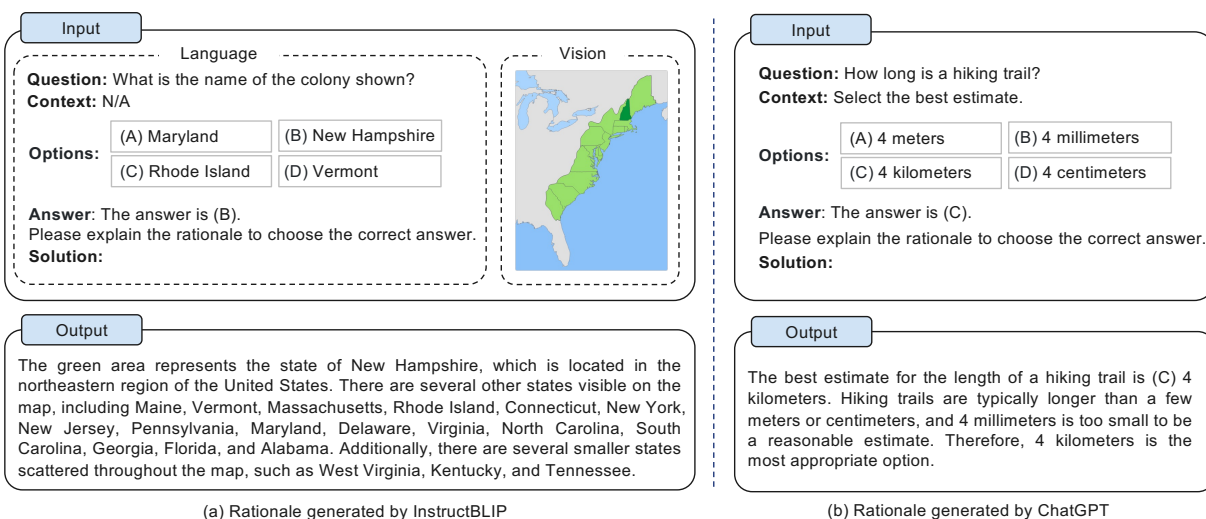 Input
Language
Vision
Question: What is the name of the colony shown?
Context: N/A
Options:
(A) Maryland
(B) New Hampshire
(C) Rhode Island
(D) Vermont
Answer: The answer is (B).
Please explain the rationale to choose the correct answer.
Solution:
Output
The green area represents the state of New Hampshire, which is located in the
northeastern region of the United States. There are several other states visible on the
map, including Maine, Vermont, Massachusetts, Rhode Island, Connecticut, New York,
New Jersey, Pennsylvania, Maryland, Delaware, Virginia, North Carolina, South
Carolina, Georgia, Florida, and Alabama. Additionally, there are several smaller states
scattered throughout the map, such as West Virginia, Kentucky, and Tennessee.
(a) Rationale generated by InstructBLIP
Input
Question: How long is a hiking trail?
Context: Select the best estimate.
Options:
(A) 4 meters
(B) 4 millimeters
(C) 4 kilometers
(D) 4 centimeters
Answer: The answer is (C).
Please explain the rationale to choose the correct answer.
Solution:
Output
The best estimate for the length of a hiking trail is (C) 4
kilometers. Hiking trails are typically longer than a few
meters or centimeters, and 4 millimeters is too small to be
a reasonable estimate. Therefore, 4 kilometers is the
most appropriate option.
(b) Rationale generated by ChatGPT